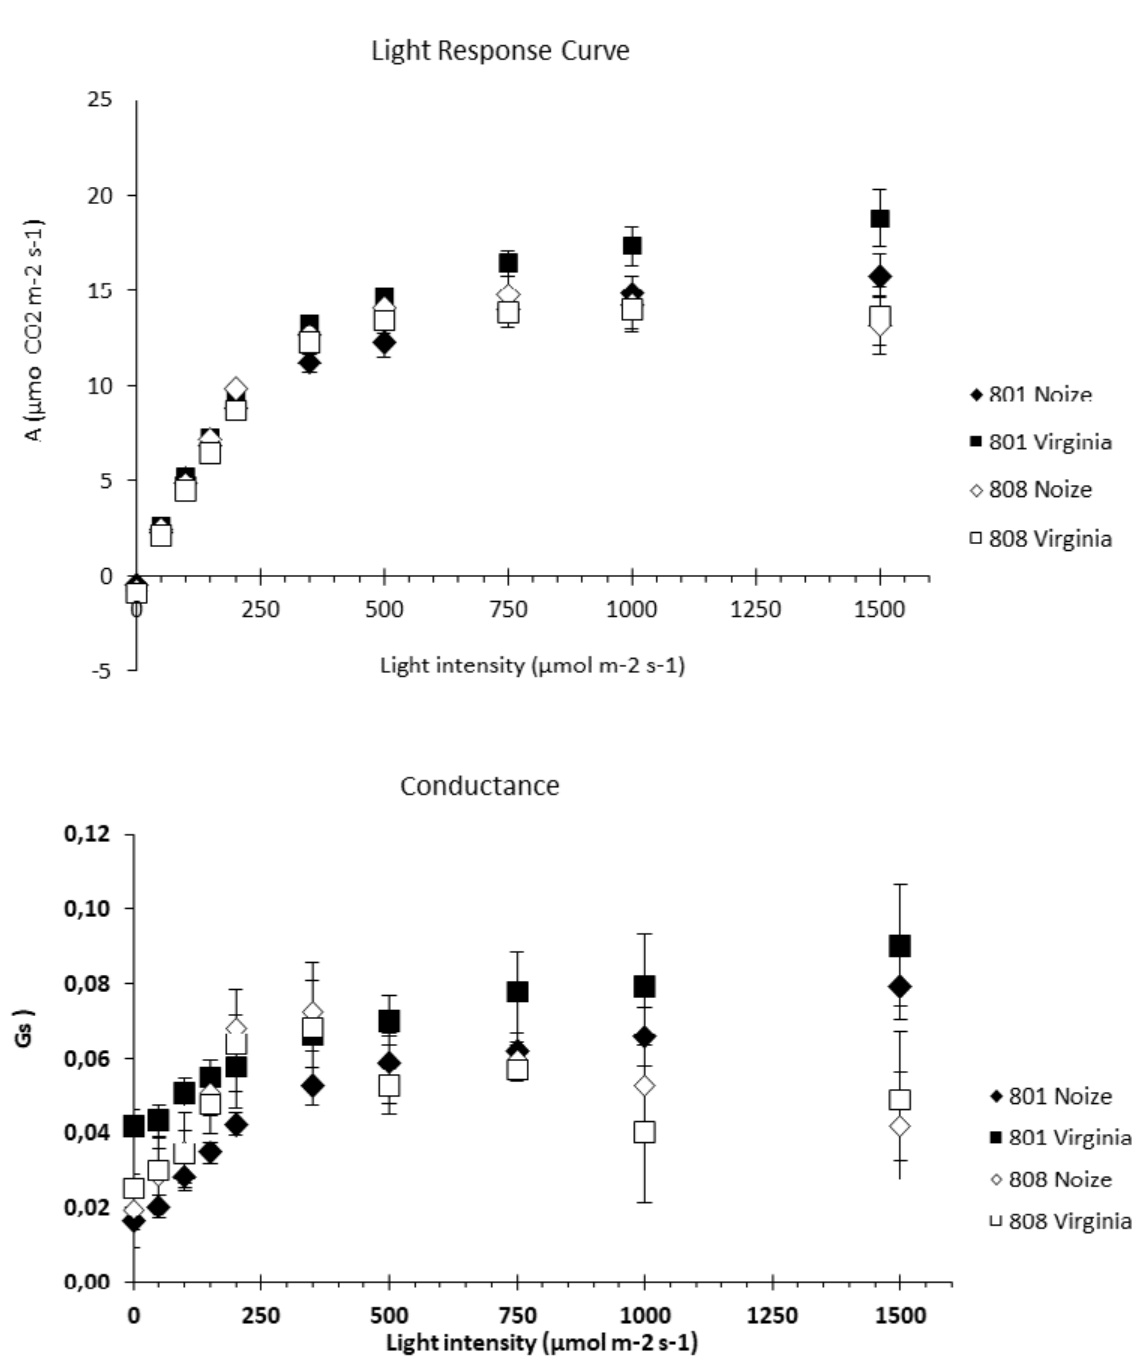 Light Response Curve
25
20
15
10
5
0
-5
A (µmo CO2 m-2 s-1)
0 250 500 750 1000 1250 1500
Light intensity (µmol m-2 s-1)
801 Noize
801 Virginia
808 Noize
808 Virginia
Conductance
0,12
0,10
0,08
0,06
0,04
0,02
0,00
Gs )
0 250 500 750 1000 1250 1500
Light intensity (µmol m-2 s-1)
801 Noize
801 Virginia
808 Noize
808 Virginia